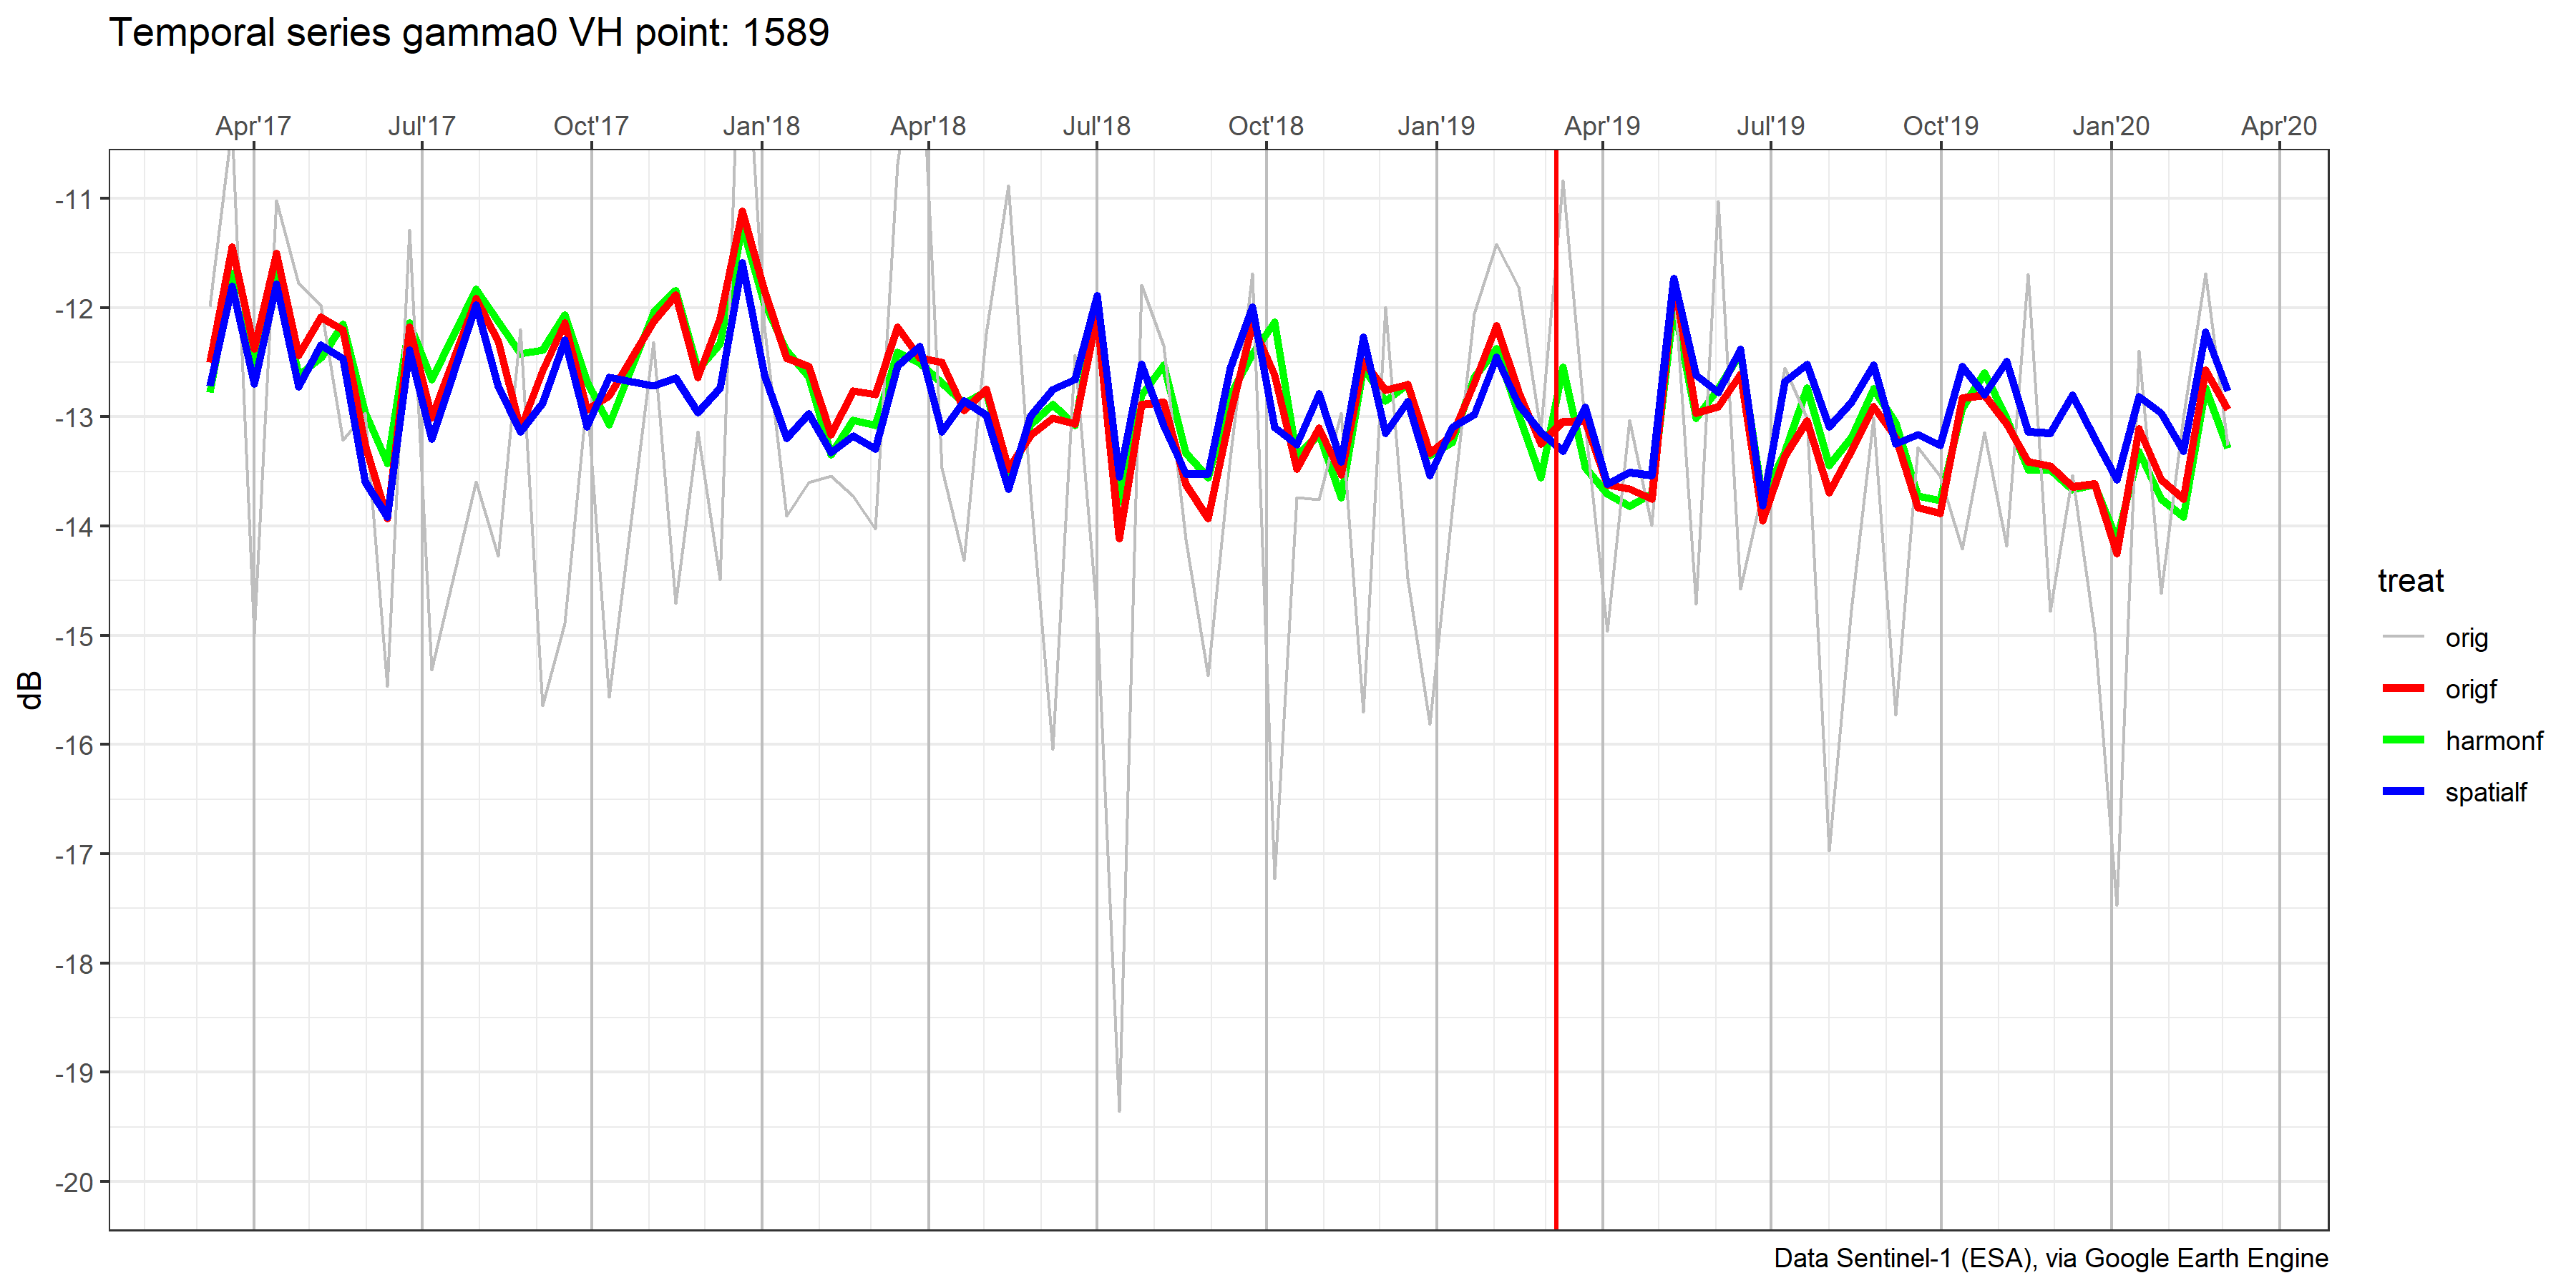 Temporal series gamma0 VH point: 1589
Apr'17 Jul'17 Oct'17 Jan'18 Apr'18 Jul'18 Oct'18 Jan'19 Apr'19 Jul'19 Oct'19 Jan'20 Apr'20
-11
-12
-13
-14
-15
-16
-17
-18
-19
-20
dB
treat
orig
origf
harmonf
spatialf
Data Sentinel-1 (ESA), via Google Earth Engine